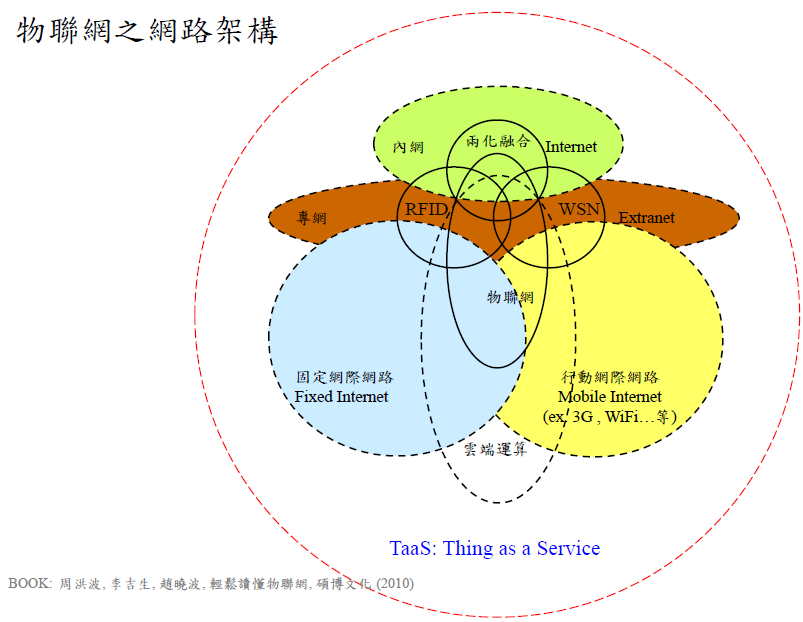 物聯網之網路架構
內網
兩化融合
Internet
專網
RFID
WSN
Extranet
物聯網
固定網際網路
Fixed Internet
行動網際網路
Mobile Internet
(ex. 3G , WiFi…等)
雲端運算
TaaS: Thing as a Service
BOOK: 周洪波, 李吉生, 趙曉波, 輕鬆讀懂物聯網, 碩博文化 (2010)